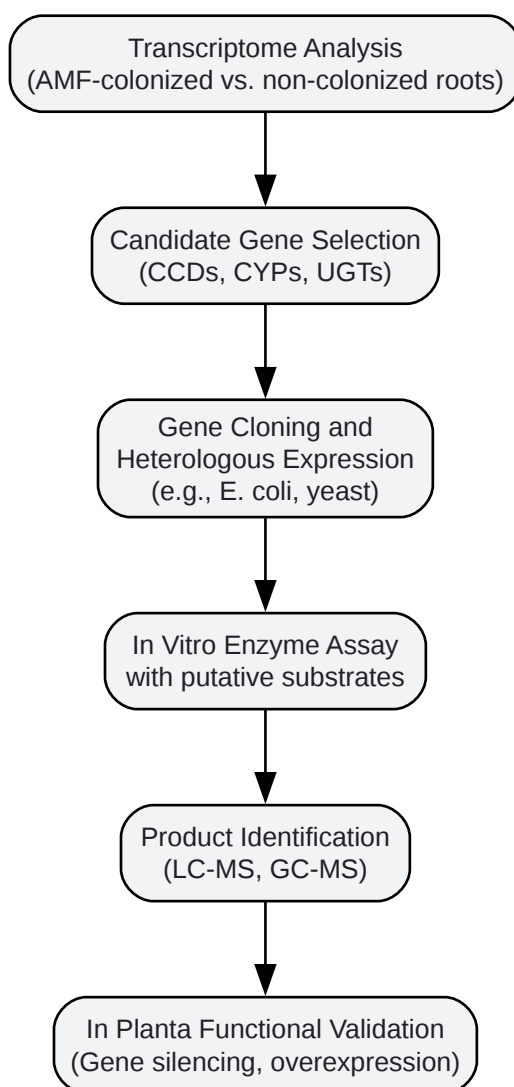 Transcriptome Analysis
(AMF-colonized vs. non-colonized roots)
Candidate Gene Selection
(CCDs, CYPs, UGTs)
Gene Cloning and
Heterologous Expression
(e.g., E. coli, yeast)
In Vitro Enzyme Assay
with putative substrates
Product Identification
(LC-MS, GC-MS)
In Planta Functional Validation
(Gene silencing, overexpression)